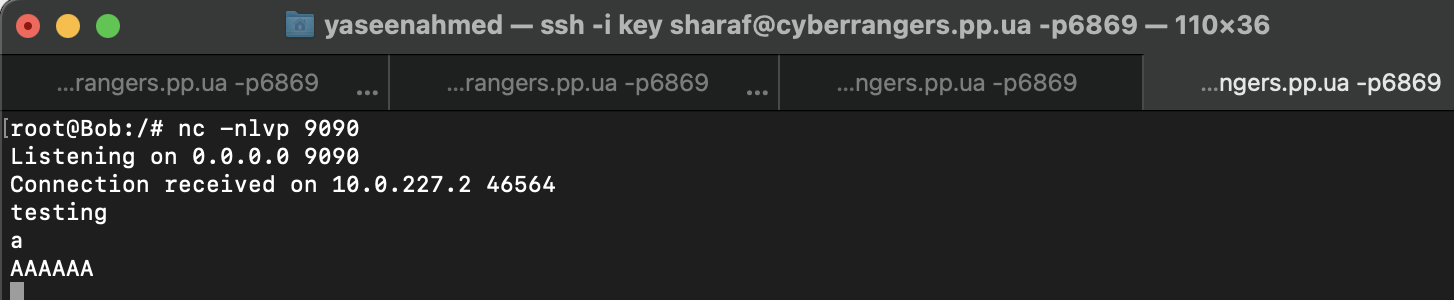 yaseenahmed — ssh -i key sharaf@cyberrangers.pp.ua -p6869 — 110×36
...rangers.pp.ua -p6869 ... ...rangers.pp.ua -p6869 ... ...ngers.pp.ua -p6869 ...ngers.pp.ua -p6869
[root@Bob:/# nc -nlvp 9090
Listening on 0.0.0.0 9090
Connection received on 10.0.227.2 46564
testing
a
AAAAAA